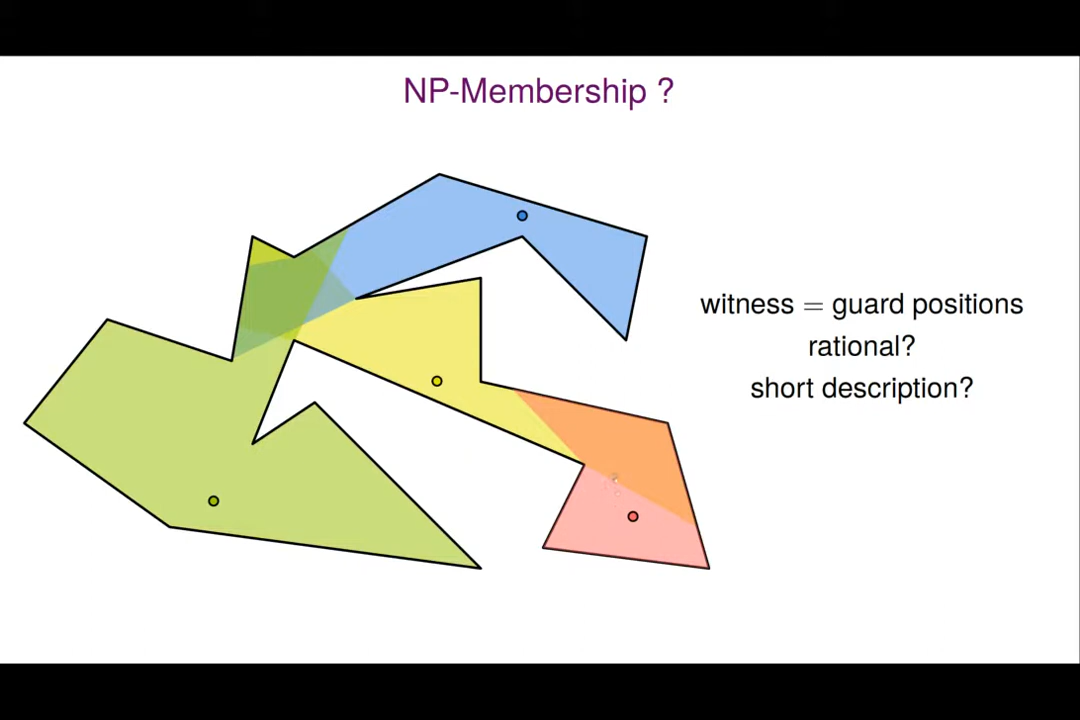 NP-Membership ?
witness = guard positions
rational?
short description?